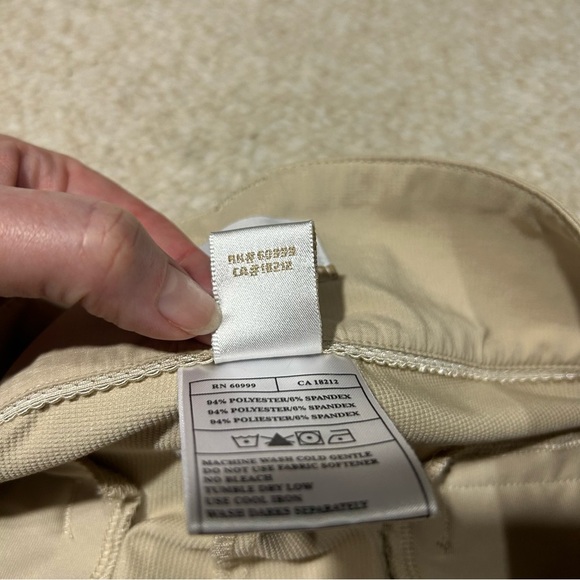 RN# 60999
CA#18212
RN 60999 CA 18212
94% POLYESTER/6% SPANDEX
94% POLYESTER/6% SPANDEX
94% POLIESTER/6% SPANDEX
MACHINE WASH COLD GENTLE
DO NOT USE FABRIC SOFTENER
NO BLEACH
TUMBLE DRY LOW
USE COOL IRON
WASH DARKS SEPARATELY